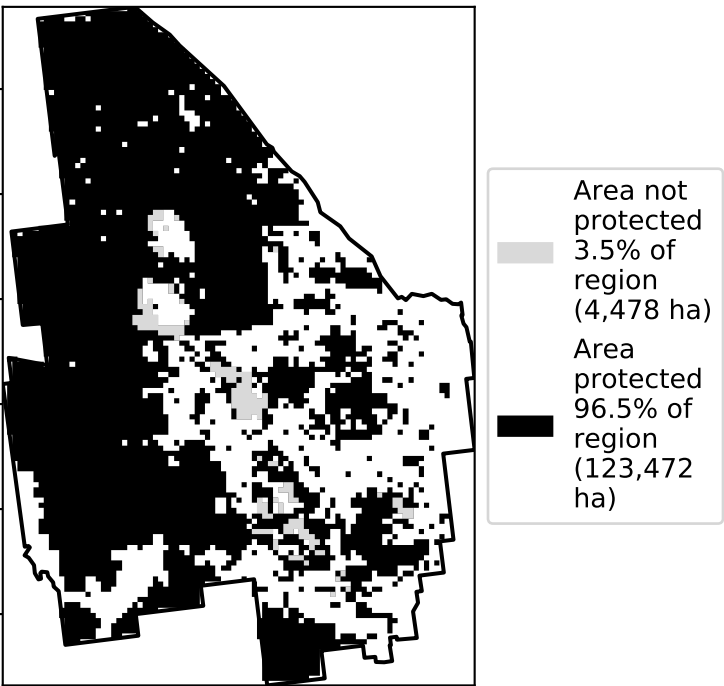 Area not
protected
3.5% of
region
(4,478 ha)
Area
protected
96.5% of
region
(123,472
ha)